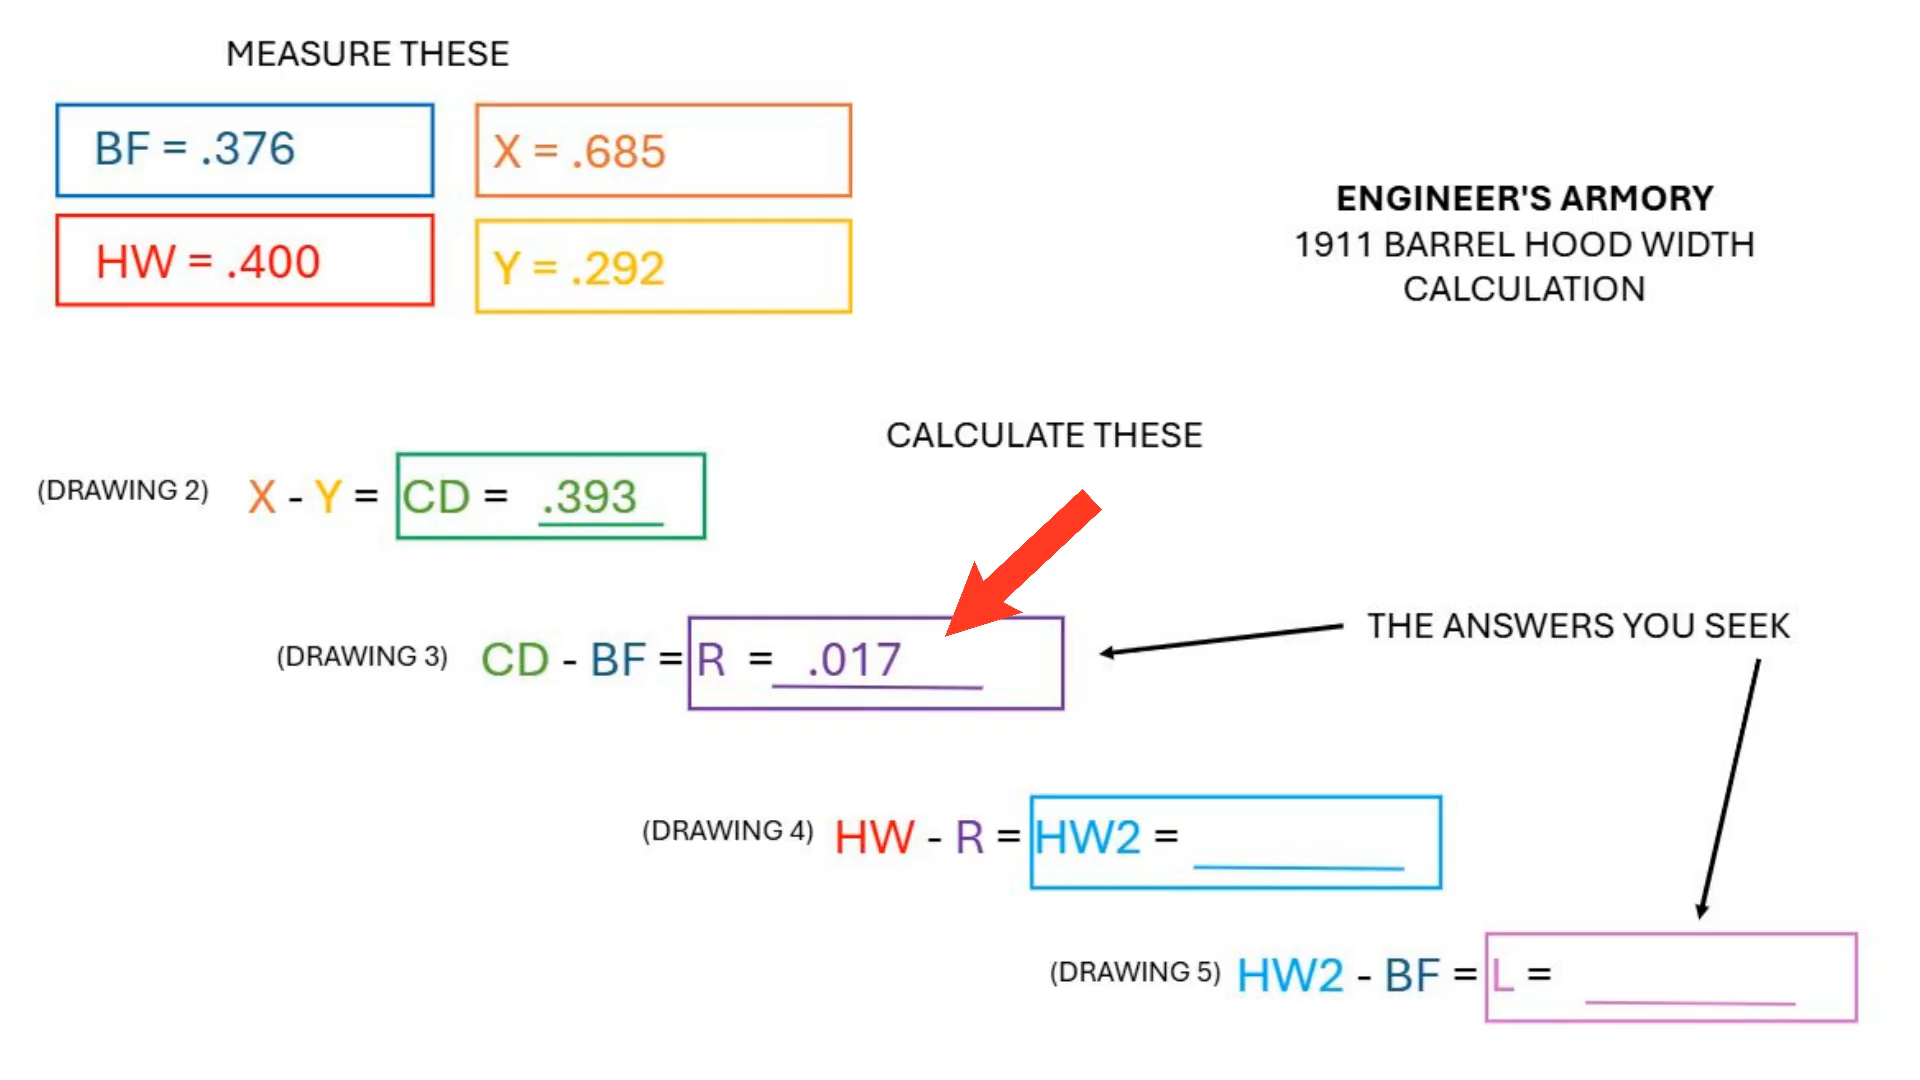 MEASURE THESE
BF = .376
X = .685
HW = .400
Y = .292
ENGINEER'S ARMORY
1911 BARREL HOOD WIDTH
CALCULATION
CALCULATE THESE
(DRAWING 2) X - Y = CD = .393
THE ANSWERS YOU SEEK
(DRAWING 3) CD - BF = R = .017
(DRAWING 4) HW - R = HW2 =
(DRAWING 5) HW2 - BF = L =